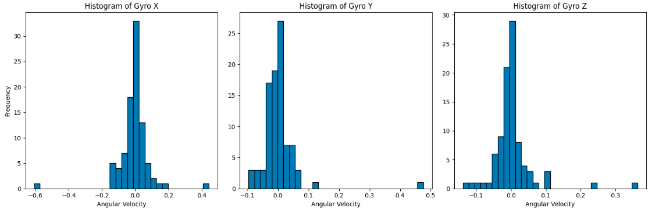 Histogram of Gyro X
Histogram of Gyro Y
Histogram of Gyro Z
Frequency
30
25
20
15
10
5
0
25
20
15
10
5
0
30
25
20
15
10
5
0
−0.6 −0.4 −0.2 0.0 0.2 0.4
−0.1 0.0 0.1 0.2 0.3 0.4 0.5
−0.1 0.0 0.1 0.2 0.3
Angular Velocity
Angular Velocity
Angular Velocity